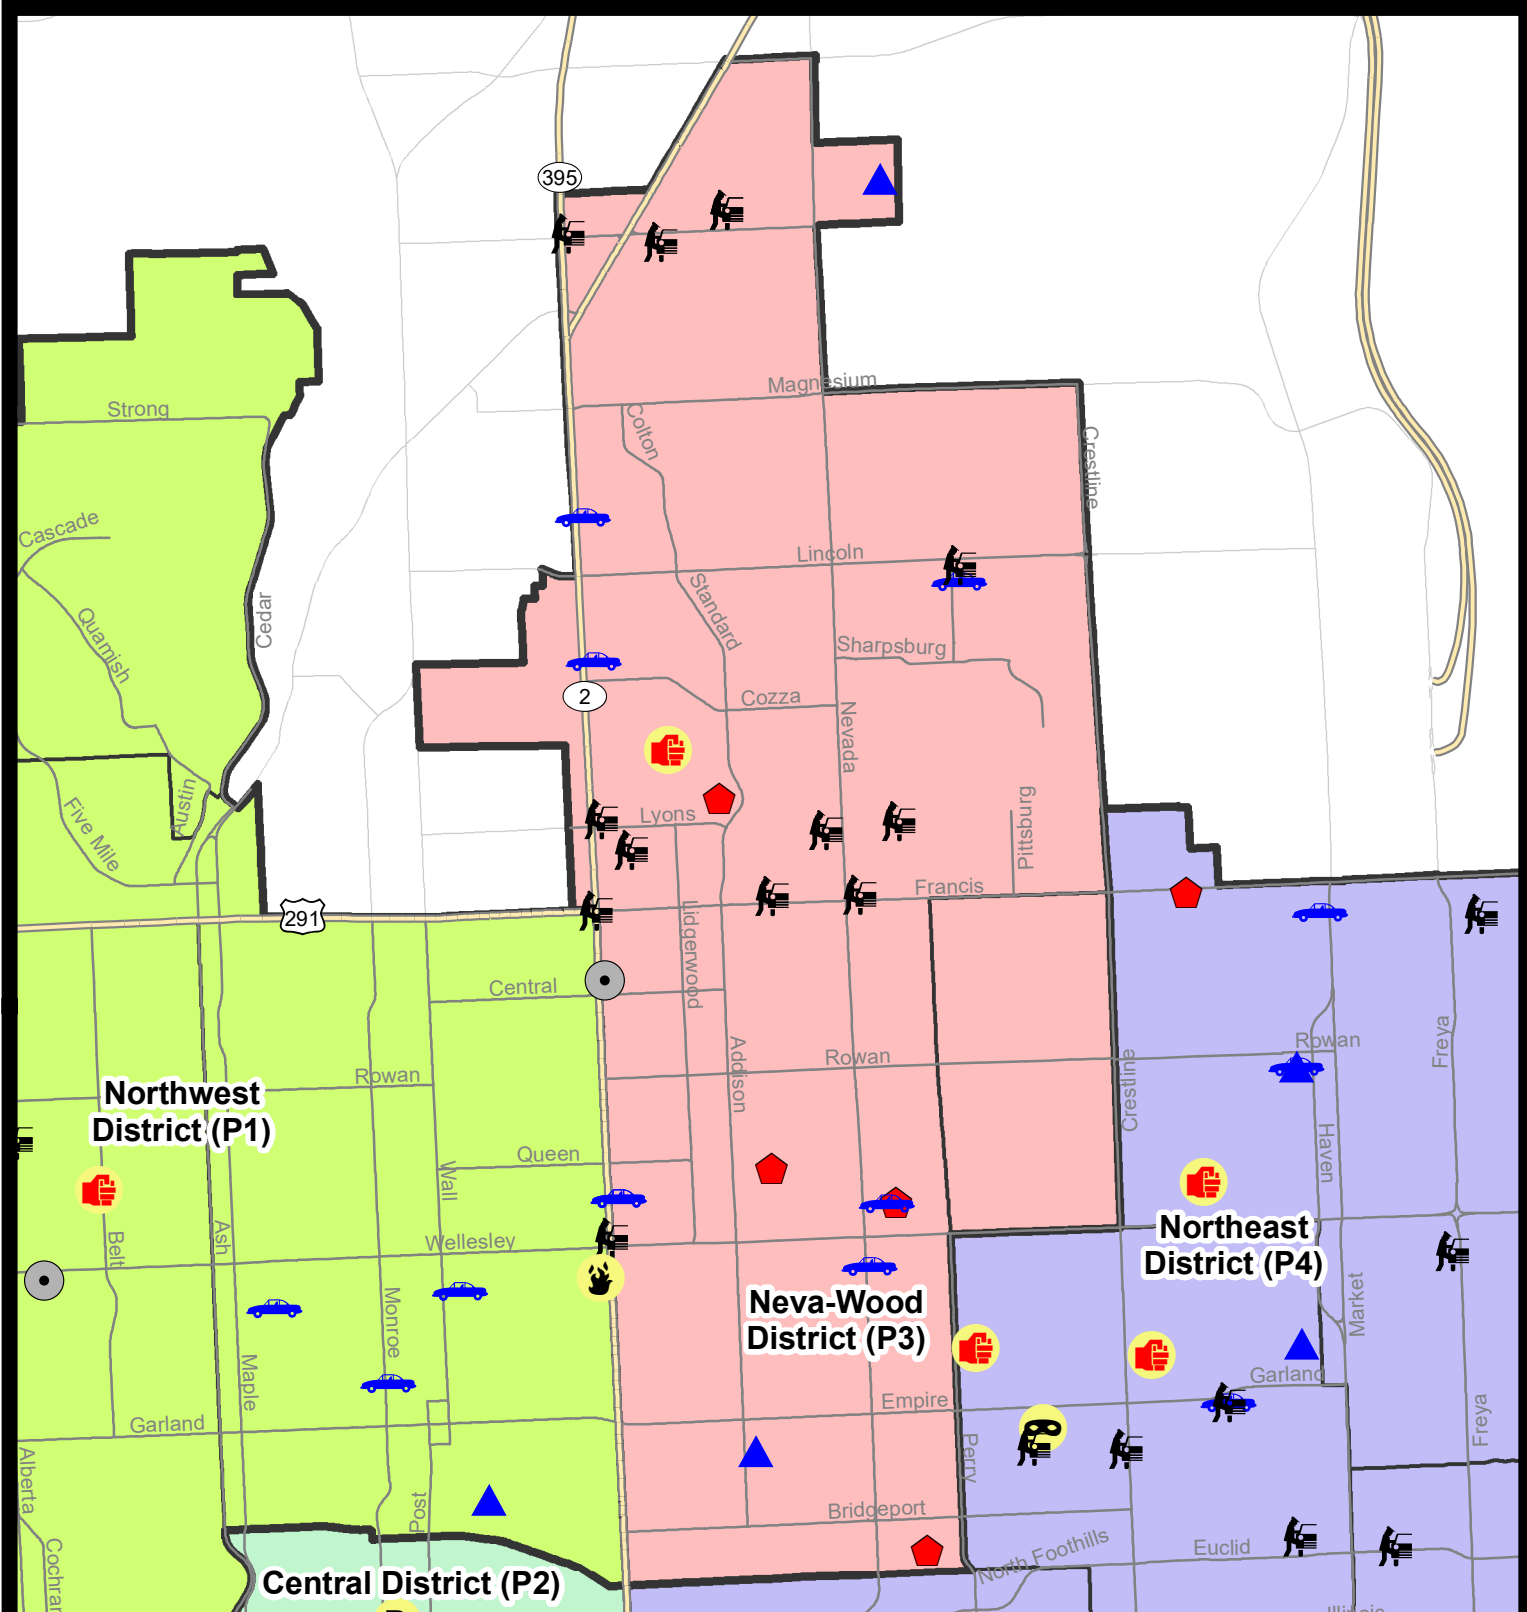 395
Magnesium
Strong
Colton
Crestline
Cascade
Lincoln
Standard
Cedar
Quamish
Sharpsburg
2
Cozza
Nevada
Five Mile
Austin
Lyons
Pittsburg
Francis
291
Lidgerwood
Central
Addison
Rowan
Rowan
Freya
Crestline
Rowan
Northwest
District (P1)
Queen
Wall
Haven
Ash
Belt
Wellesley
Northeast
District (P4)
Monroe
Neva-Wood
District (P3)
Market
Maple
Garland
Empire
Garland
Freya
Alberta
Perry
Post
Bridgeport
Euclid
North Foothills
Cochran
Central District (P2)